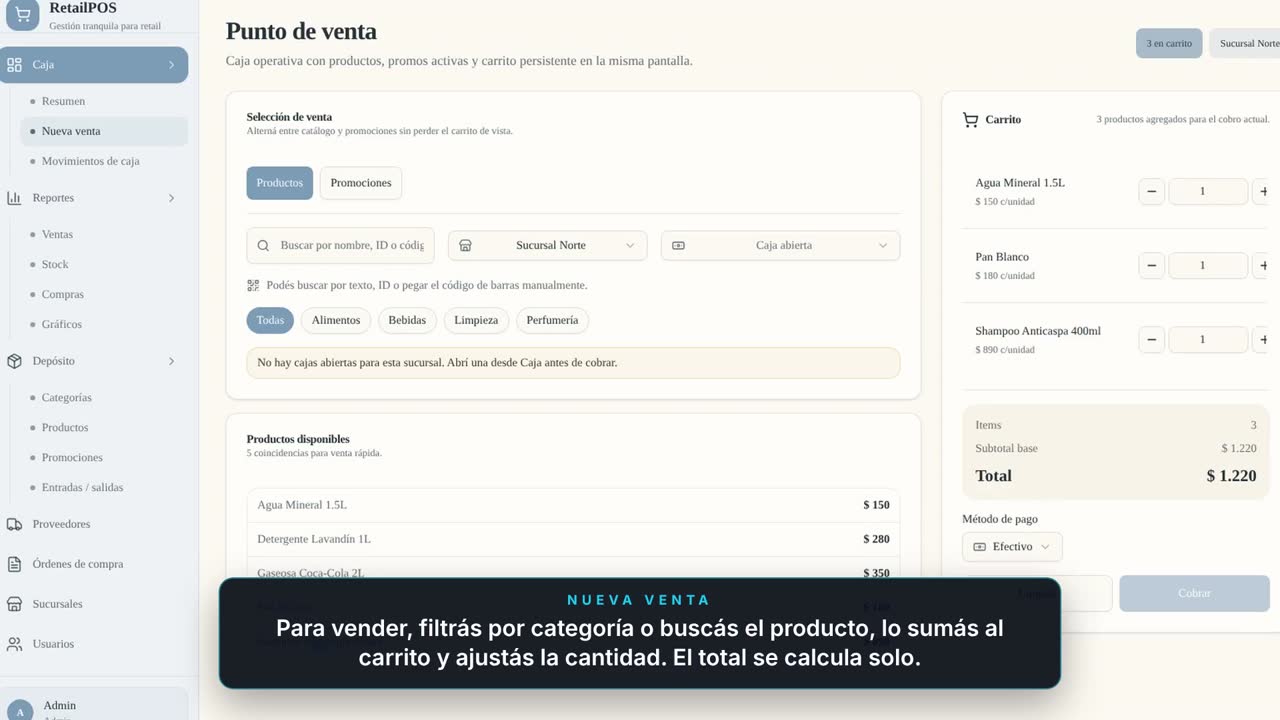 RetailPOS
Gestión tranquila para retail
Caja
Resumen
Nueva venta
Movimientos de caja
Reportes
Ventas
Stock
Compras
Gráficos
Depósito
Categorías
Productos
Promociones
Entradas / salidas
Proveedores
Órdenes de compra
Sucursales
Usuarios
A
Admin
Punto de venta
Caja operativa con productos, promos activas y carrito persistente en la misma pantalla.
3 en carrito
Sucursal Norte
Selección de venta
Alterná entre catálogo y promociones sin perder el carrito de vista.
Productos
Promociones
Buscar por nombre, ID o códig
Sucursal Norte
Caja abierta
Podés buscar por texto, ID o pegar el código de barras manualmente.
Todas
Alimentos
Bebidas
Limpieza
Perfumería
No hay cajas abiertas para esta sucursal. Abrí una desde Caja antes de cobrar.
Productos disponibles
5 coincidencias para venta rápida.
Agua Mineral 1.5L $ 150
Detergente Lavandín 1L $ 280
Gaseosa Coca-Cola 2L $ 350
Carrito
3 productos agregados para el cobro actual.
Agua Mineral 1.5L
$ 150 c/unidad
− 1 +
Pan Blanco
$ 180 c/unidad
− 1 +
Shampoo Anticaspa 400ml
$ 890 c/unidad
− 1 +
Items 3
Subtotal base $ 1.220
Total $ 1.220
Método de pago
Efectivo
Cobrar
NUEVA VENTA
Para vender, filtrás por categoría o buscás el producto, lo sumás al
carrito y ajustás la cantidad. El total se calcula solo.